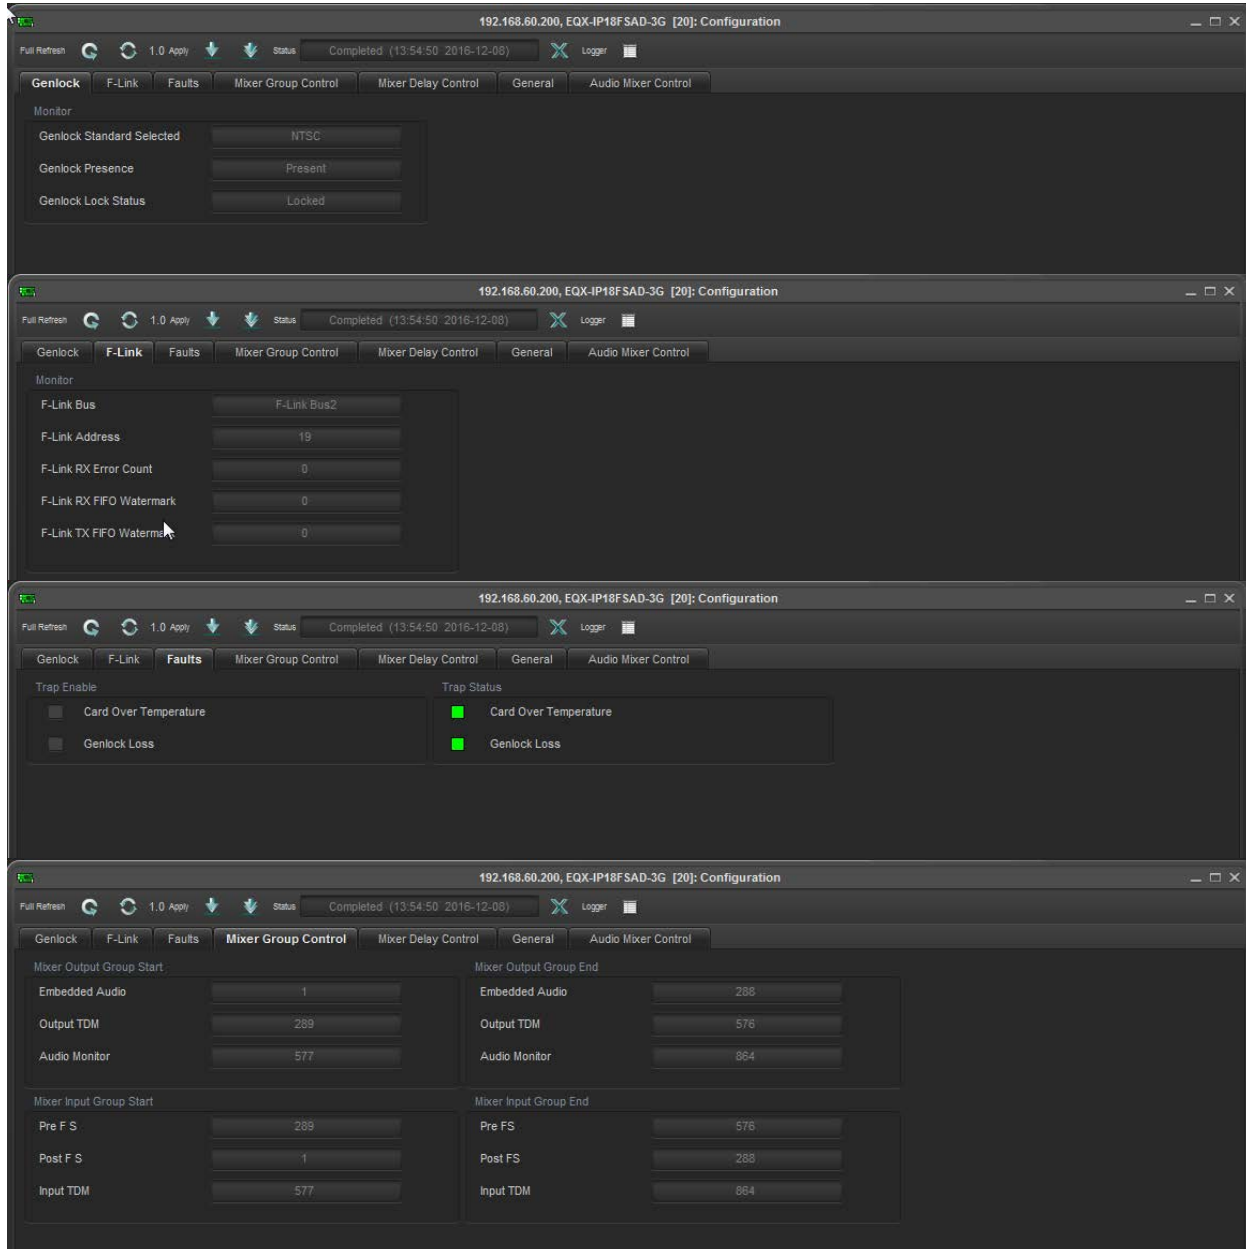 192.168.60.200, EQX-IP18FSAD-3G [20]: Configuration
Full Refresh 1.0 Apply Status Completed (13:54:50 2016-12-08) Logger
Genlock F-Link Faults Mixer Group Control Mixer Delay Control General Audio Mixer Control
Monitor
Genlock Standard Selected NTSC
Genlock Presence Present
Genlock Lock Status Locked
192.168.60.200, EQX-IP18FSAD-3G [20]: Configuration
Full Refresh 1.0 Apply Status Completed (13:54:50 2016-12-08) Logger
Genlock F-Link Faults Mixer Group Control Mixer Delay Control General Audio Mixer Control
Monitor
F-Link Bus F-Link Bus2
F-Link Address 19
F-Link RX Error Count 0
F-Link RX FIFO Watermark 0
F-Link TX FIFO Watermark 0
192.168.60.200, EQX-IP18FSAD-3G [20]: Configuration
Full Refresh 1.0 Apply Status Completed (13:54:50 2016-12-08) Logger
Genlock F-Link Faults Mixer Group Control Mixer Delay Control General Audio Mixer Control
Trap Enable Trap Status
Card Over Temperature Card Over Temperature
Genlock Loss Genlock Loss
192.168.60.200, EQX-IP18FSAD-3G [20]: Configuration
Full Refresh 1.0 Apply Status Completed (13:54:50 2016-12-08) Logger
Genlock F-Link Faults Mixer Group Control Mixer Delay Control General Audio Mixer Control
Mixer Output Group Start Mixer Output Group End
Embedded Audio 1 Embedded Audio 288
Output TDM 289 Output TDM 576
Audio Monitor 577 Audio Monitor 864
Mixer Input Group Start Mixer Input Group End
Pre F S 289 Pre FS 576
Post F S 1 Post FS 288
Input TDM 577 Input TDM 864